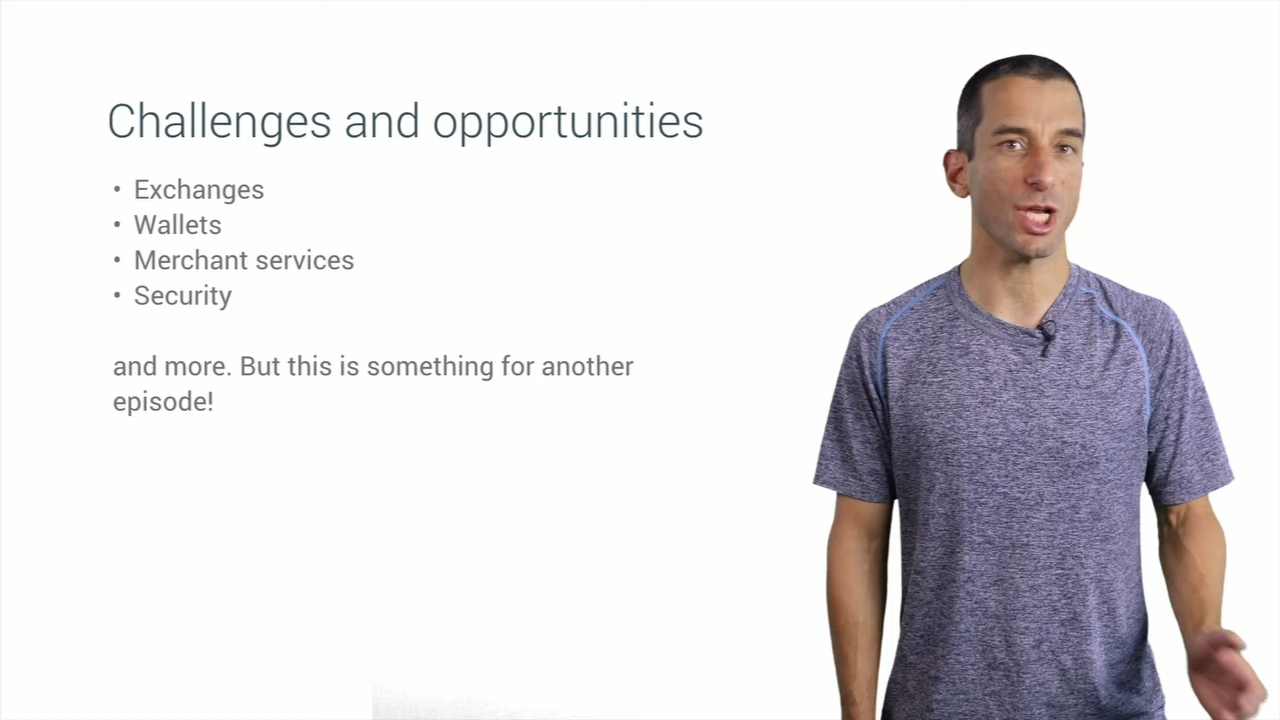 Challenges and opportunities
• Exchanges
• Wallets
• Merchant services
• Security
and more. But this is something for another
episode!